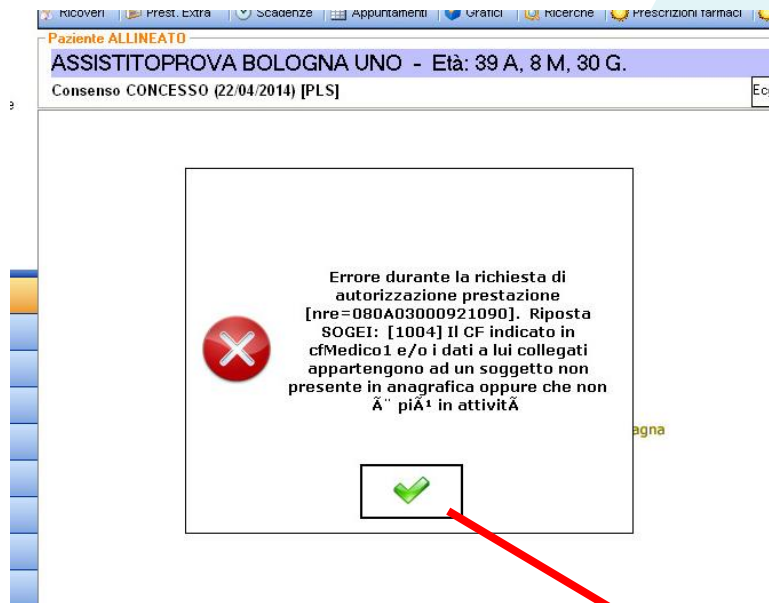 Ricoveri Prest. Extra Scadenze Appuntamenti Grafici Ricerche Prescrizioni farmaci
Paziente ALLINEATO
ASSISTITOPROVA BOLOGNA UNO - Età: 39 A, 8 M, 30 G.
Consenso CONCESSO (22/04/2014) [PLS]
Errore durante la richiesta di
autorizzazione prestazione
[nre=080A03000921090]. Riposta
SOGEI: [1004] Il CF indicato in
cfMedico1 e/o i dati a lui collegati
appartengono ad un soggetto non
presente in anagrafica oppure che non
Ã¨ piÃ¹ in attivitÃ
agna